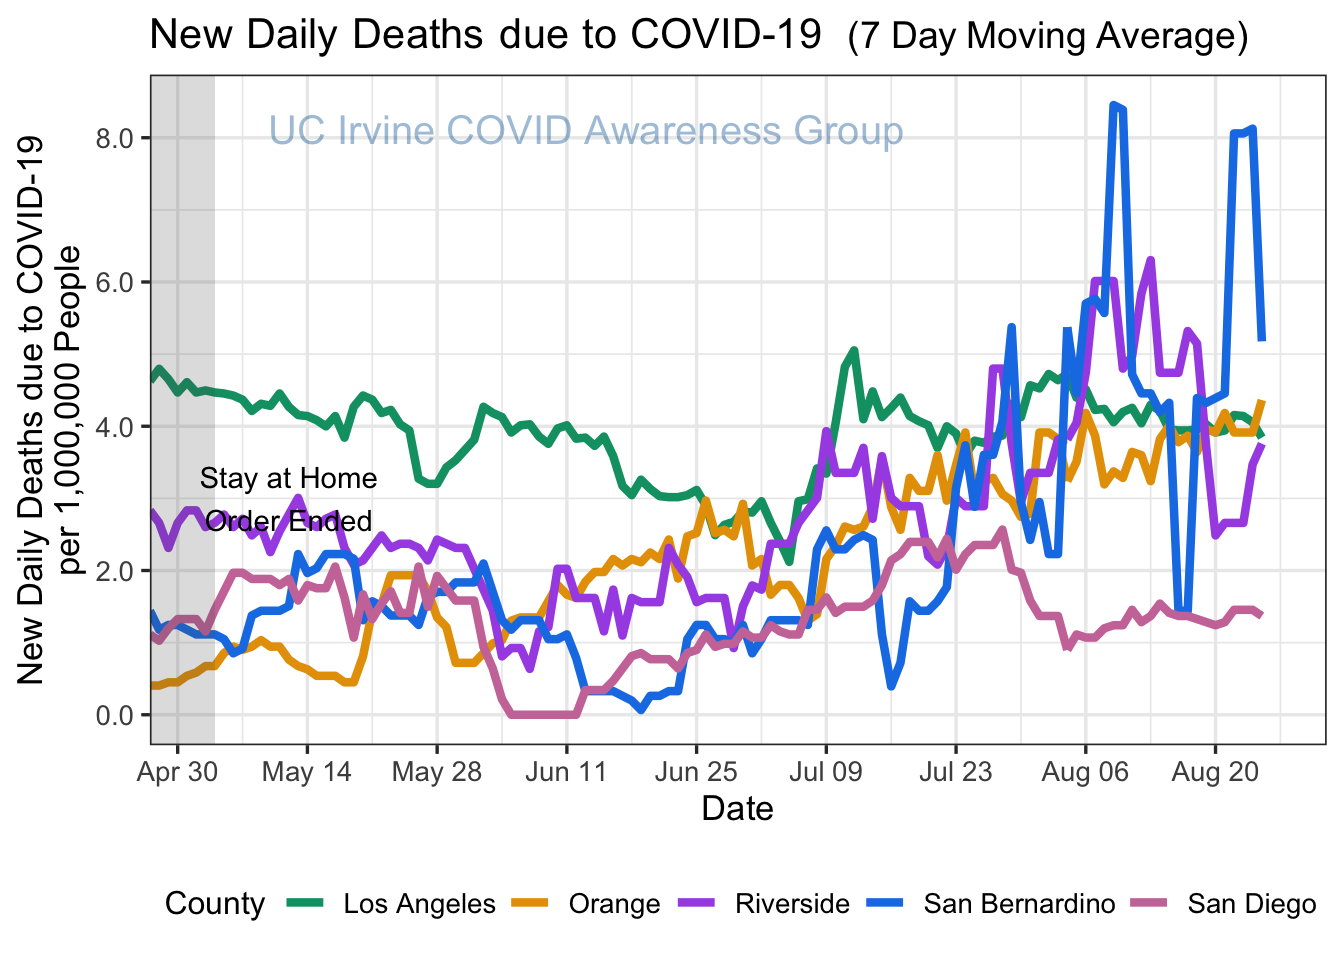 New Daily Deaths due to COVID-19 (7 Day Moving Average)
UC Irvine COVID Awareness Group
New Daily Deaths due to COVID-19
per 1,000,000 People
8.0
6.0
4.0
2.0
0.0
Stay at Home
Order Ended
Apr 30 May 14 May 28 Jun 11 Jun 25 Jul 09 Jul 23 Aug 06 Aug 20
Date
County Los Angeles Orange Riverside San Bernardino San Diego